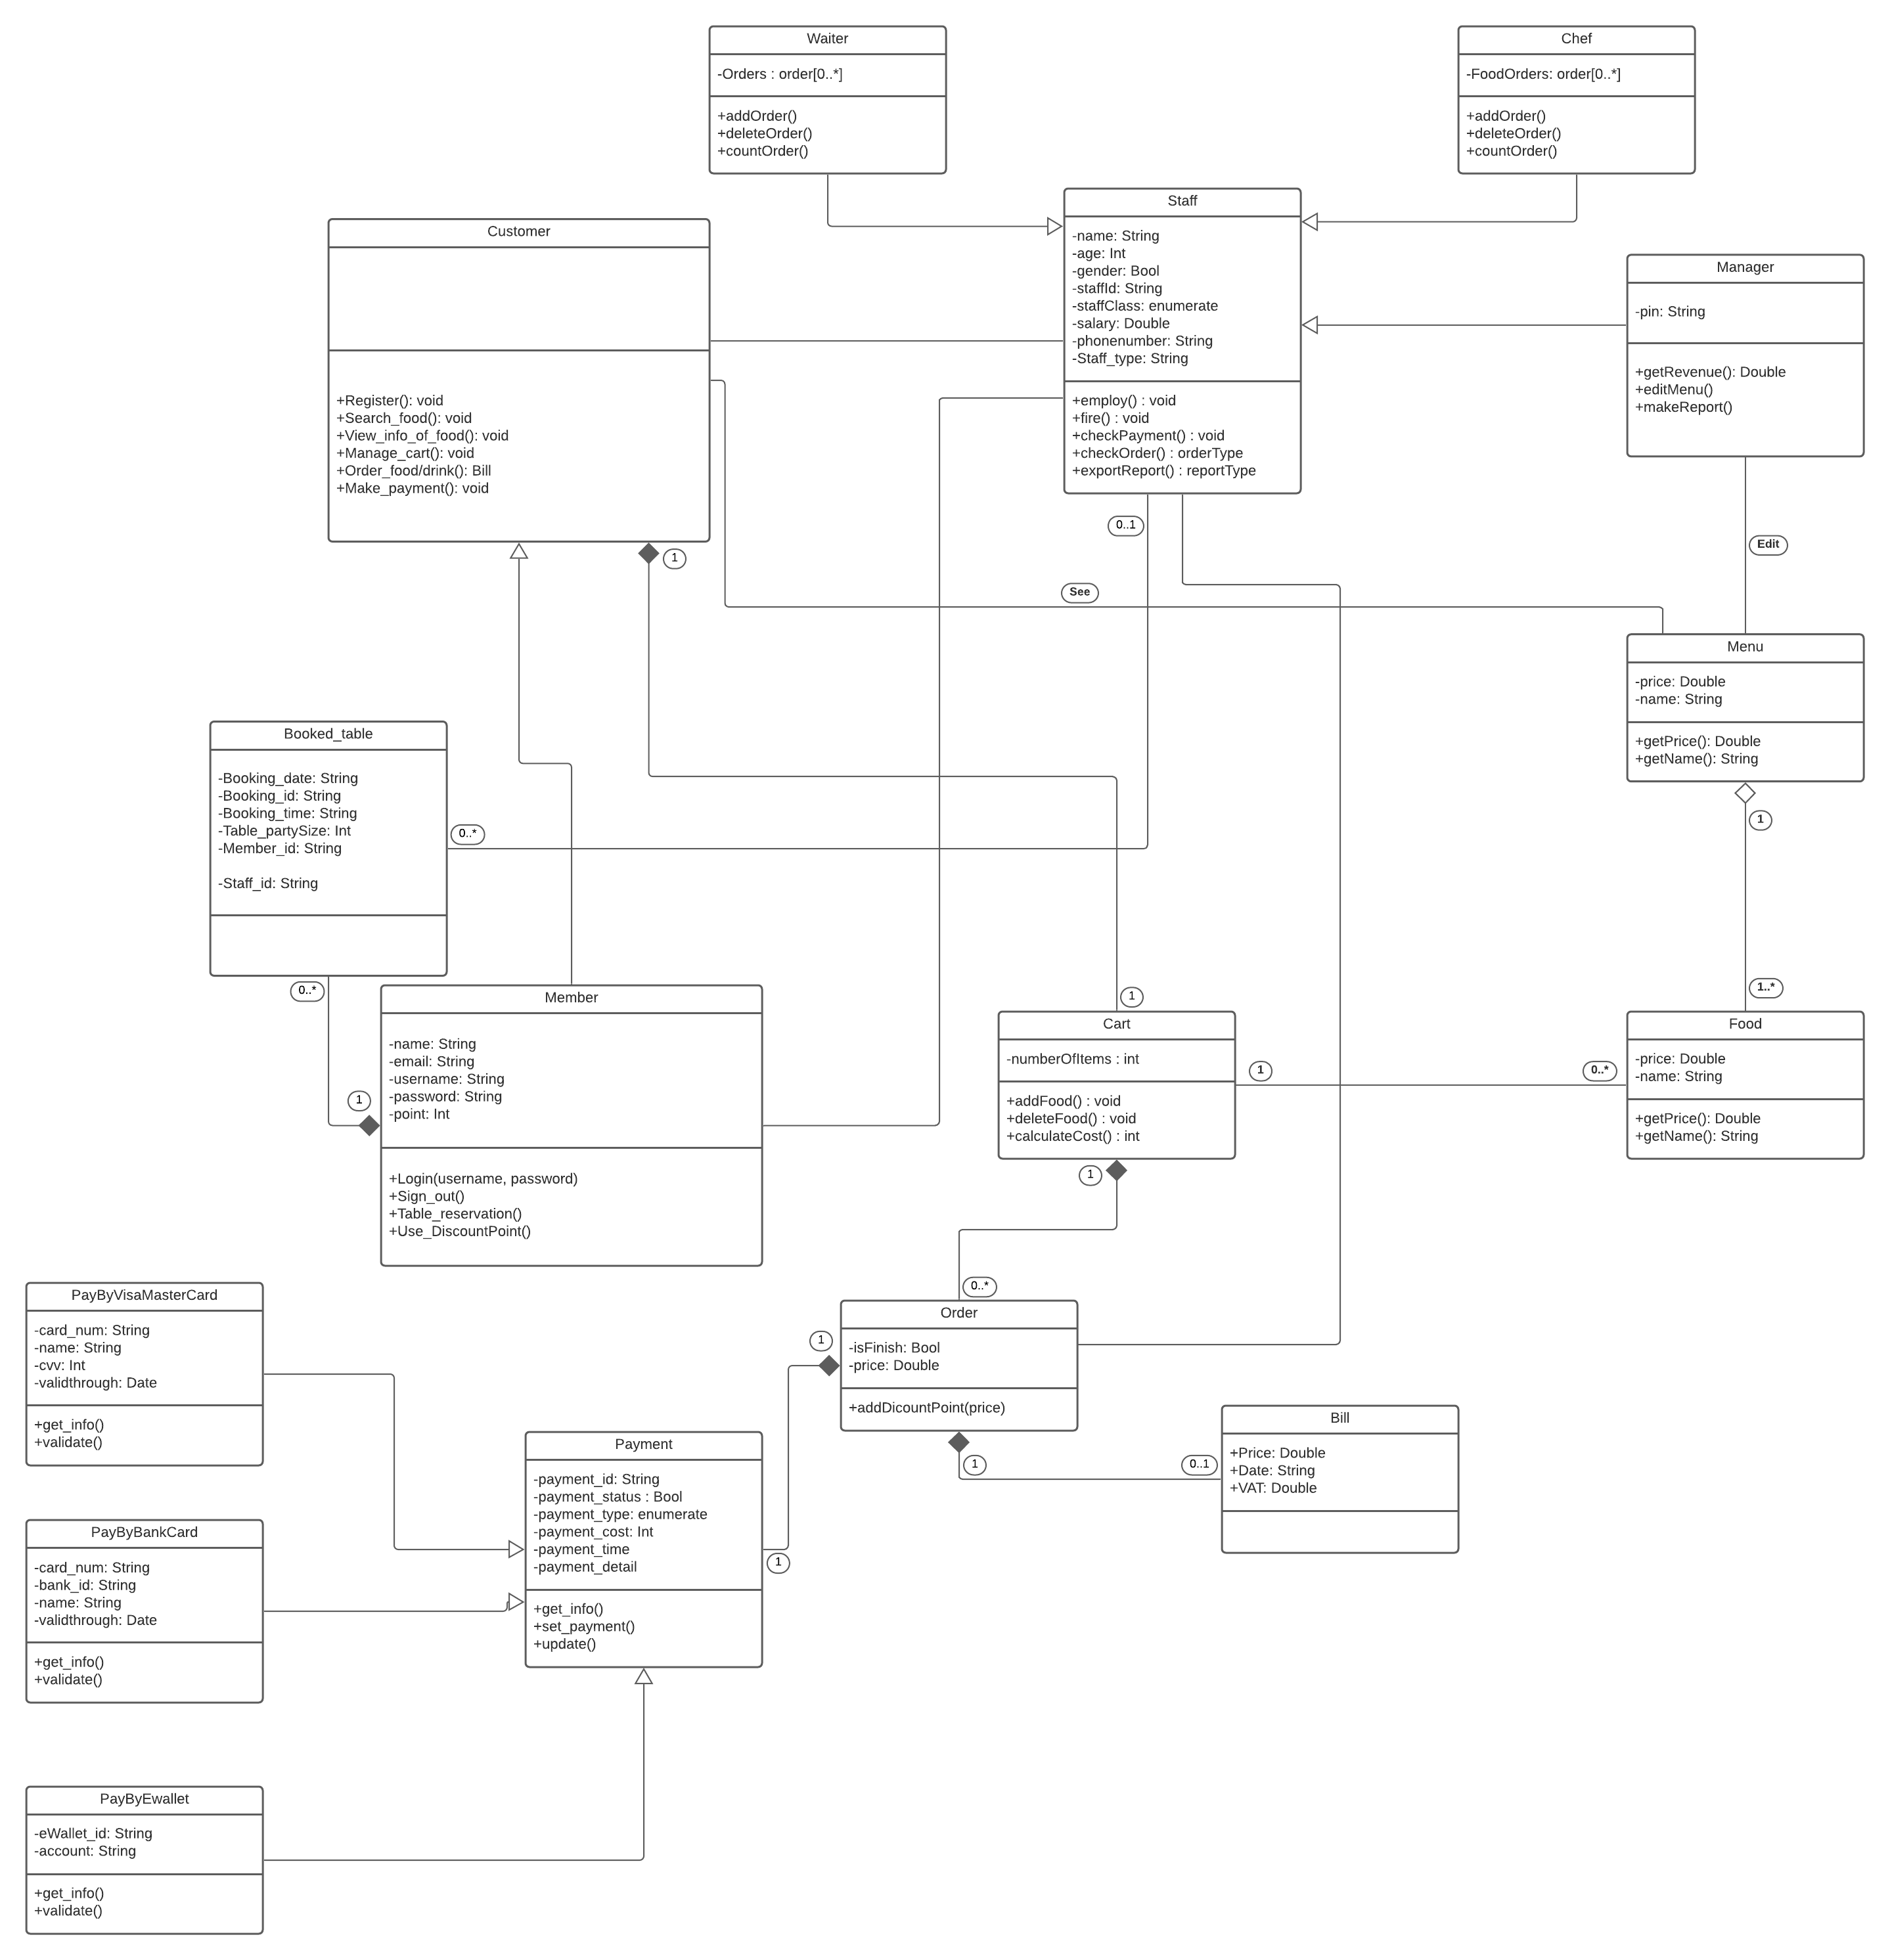 Waiter
-Orders : order[0..*]
+addOrder()
+deleteOrder()
+countOrder()
Chef
-FoodOrders: order[0..*]
+addOrder()
+deleteOrder()
+countOrder()
Staff
-name: String
-age: Int
-gender: Bool
-staffId: String
-staffClass: enumerate
-salary: Double
-phonenumber: String
-Staff_type: String
+employ() : void
+fire() : void
+checkPayment() : void
+checkOrder() : orderType
+exportReport() : reportType
Customer
+Register(): void
+Search_food(): void
+View_info_of_food(): void
+Manage_cart(): void
+Order_food/drink(): Bill
+Make_payment(): void
Manager
-pin: String
+getRevenue(): Double
+editMenu()
+makeReport()
0..1
1
Edit
See
Menu
-price: Double
-name: String
+getPrice(): Double
+getName(): String
1
Booked_table
-Booking_date: String
-Booking_id: String
-Booking_time: String
-Table_partySize: Int
-Member_id: String
-Staff_id: String
0..*
0..*
1
Member
-name: String
-email: String
-username: String
-password: String
-point: Int
+Login(username, password)
+Sign_out()
+Table_reservation()
+Use_DiscountPoint()
1
Cart
-numberOfItems : int
+addFood() : void
+deleteFood() : void
+calculateCost() : int
1
0..*
1..*
Food
-price: Double
-name: String
+getPrice(): Double
+getName(): String
1
0..*
Order
-isFinish: Bool
-price: Double
+addDicountPoint(price)
1
1
0..1
Bill
+Price: Double
+Date: String
+VAT: Double
PayByVisaMasterCard
-card_num: String
-name: String
-cvv: Int
-validthrough: Date
+get_info()
+validate()
Payment
-payment_id: String
-payment_status : Bool
-payment_type: enumerate
-payment_cost: Int
-payment_time
-payment_detail
+get_info()
+set_payment()
+update()
1
PayByBankCard
-card_num: String
-bank_id: String
-name: String
-validthrough: Date
+get_info()
+validate()
PayByEwallet
-eWallet_id: String
-account: String
+get_info()
+validate()